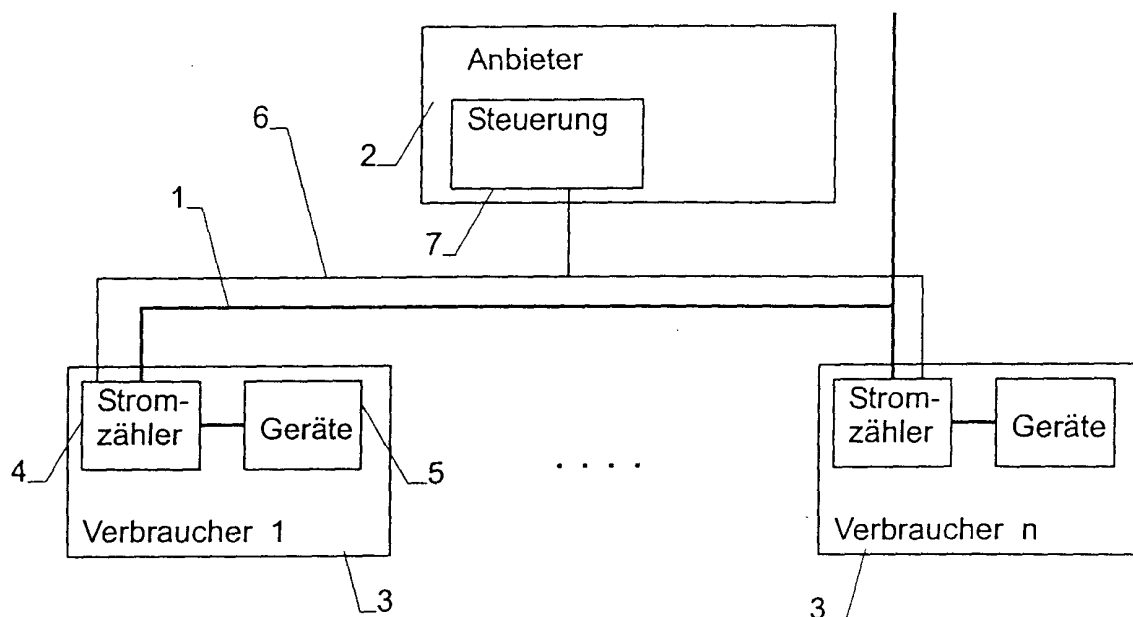 Anbieter
Steuerung
6
2
1
7
Strom-
zähler
Geräte
4
5
Verbraucher 1
3
. . . .
Strom-
zähler
Geräte
Verbraucher n
3